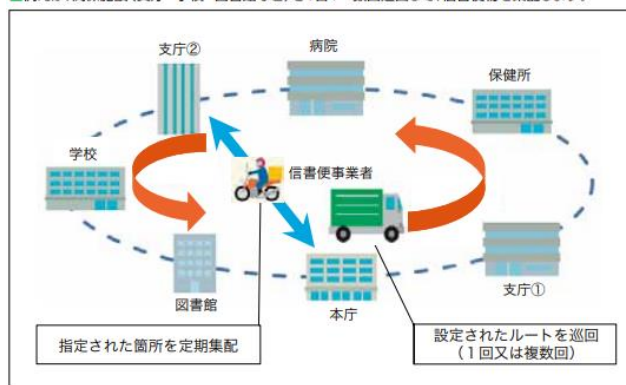 支庁②
病院
保健所
学校
信書便事業者
図書館
本庁
支庁①
指定された箇所を定期集配
設定されたルートを巡回
(1回又は複数回)